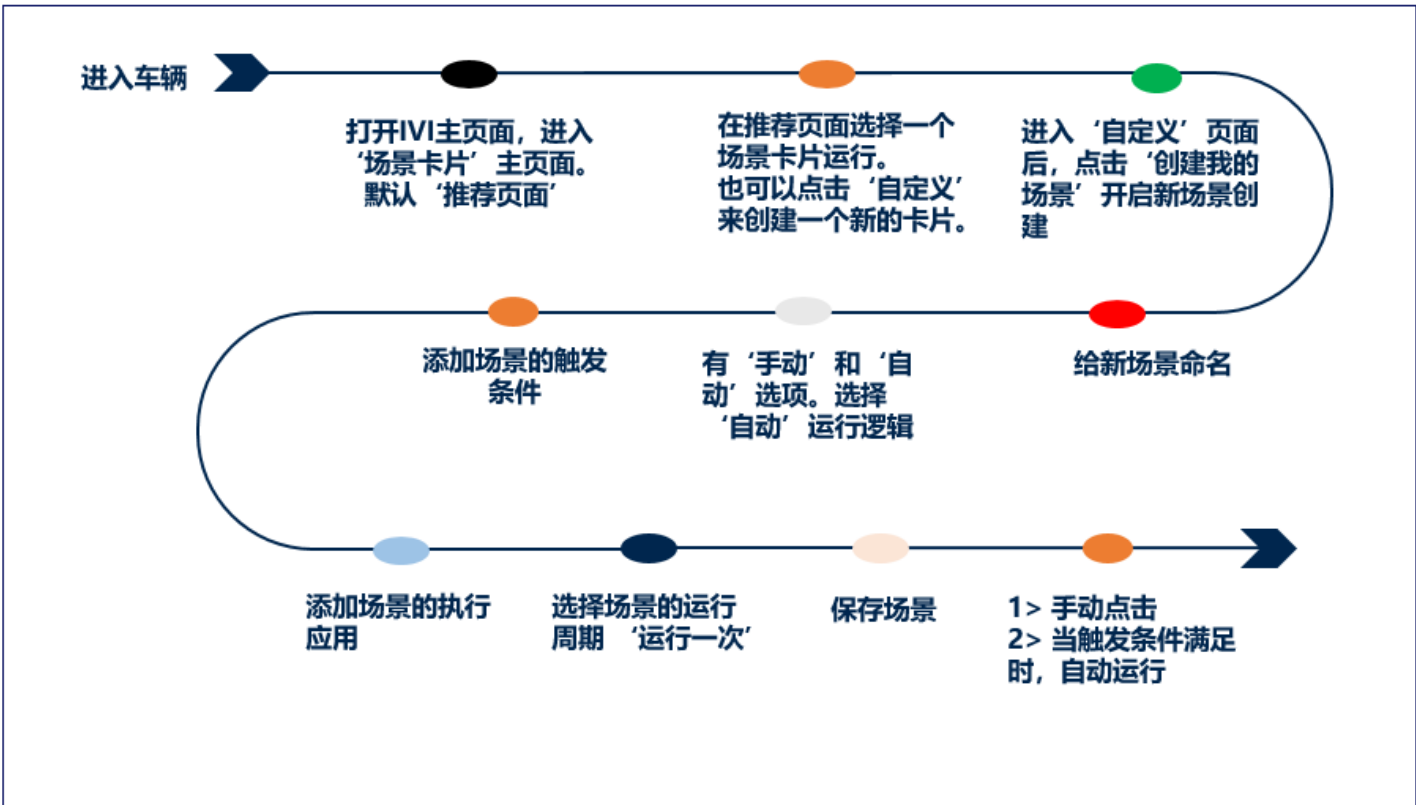 进入车辆
打开IVI主页面，进入
‘场景卡片’主页面。
默认‘推荐页面’
在推荐页面选择一个
场景卡片运行。
也可以点击‘自定义’
来创建一个新的卡片。
进入‘自定义’页面
后，点击‘创建我的
场景’开启新场景创
建
给新场景命名
有‘手动’和‘自
动’选项。选择
‘自动’运行逻辑
添加场景的触发
条件
添加场景的执行
应用
选择场景的运行
周期 ‘运行一次’
保存场景
1> 手动点击
2> 当触发条件满足
时，自动运行